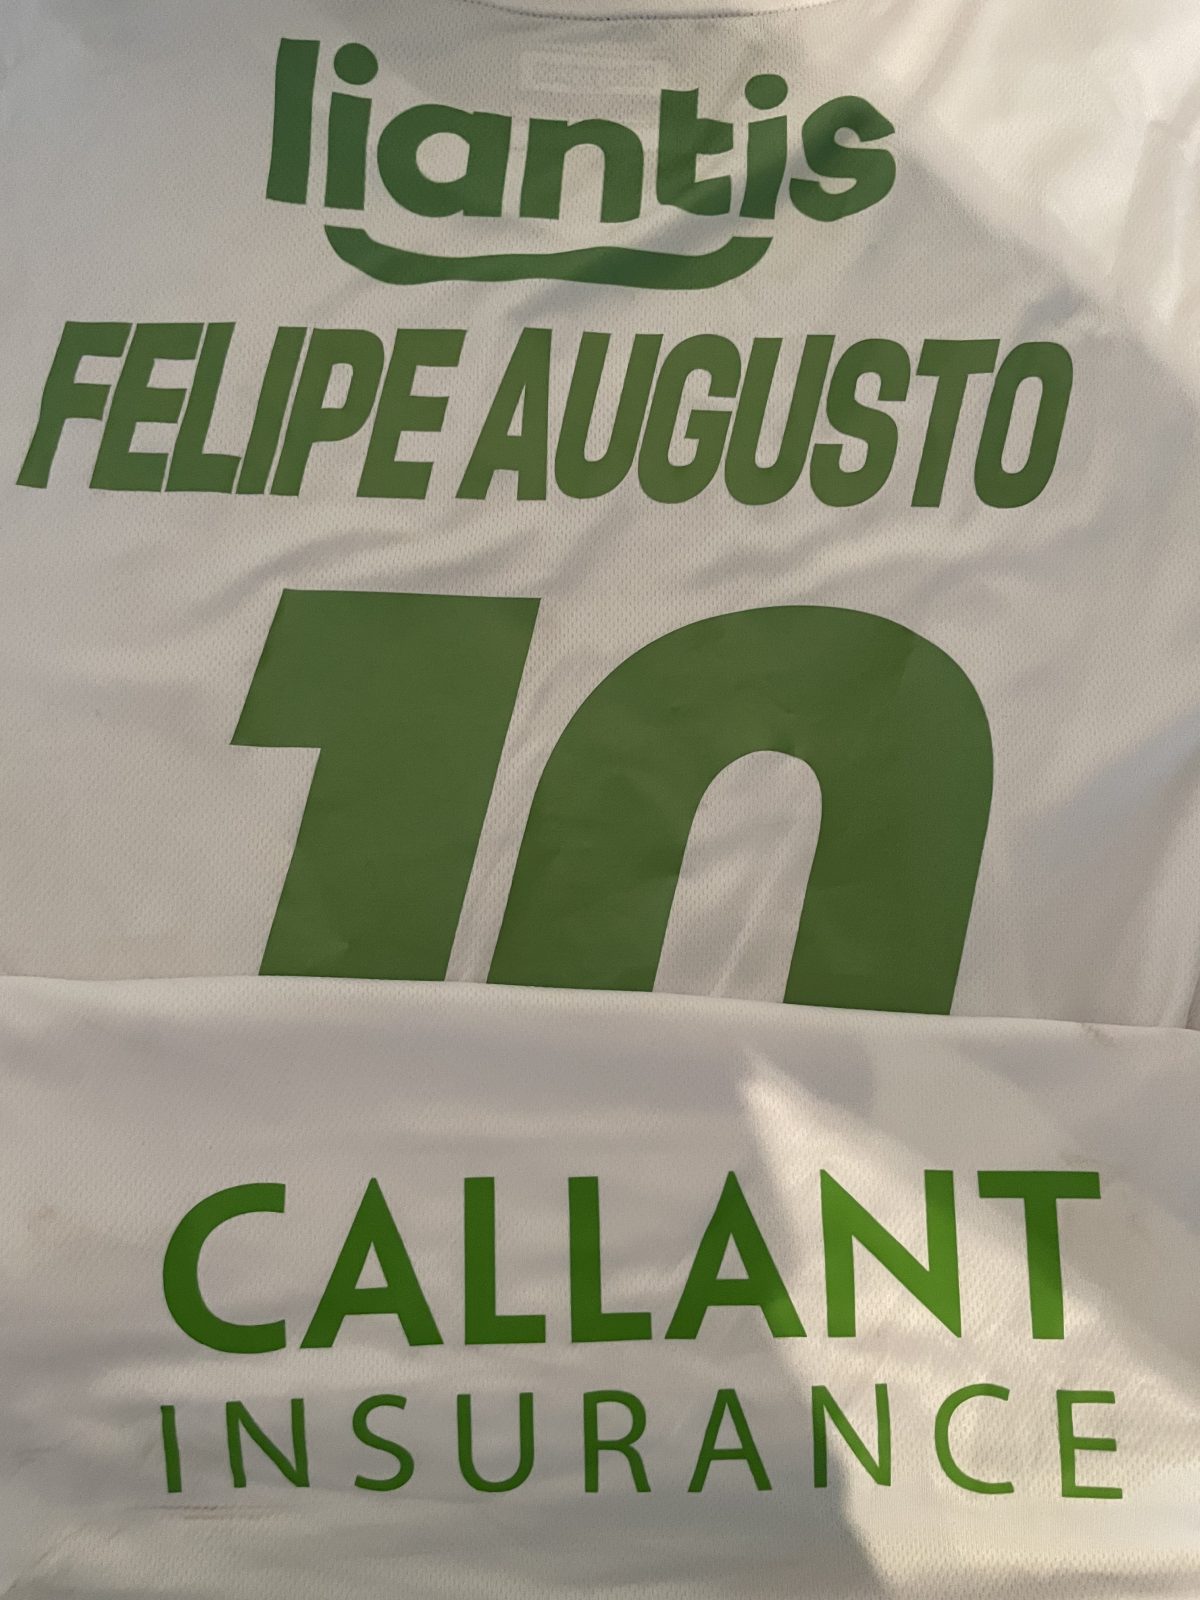 liantis
FELIPE AUGUSTO
10
CALLANT
INSURANCE